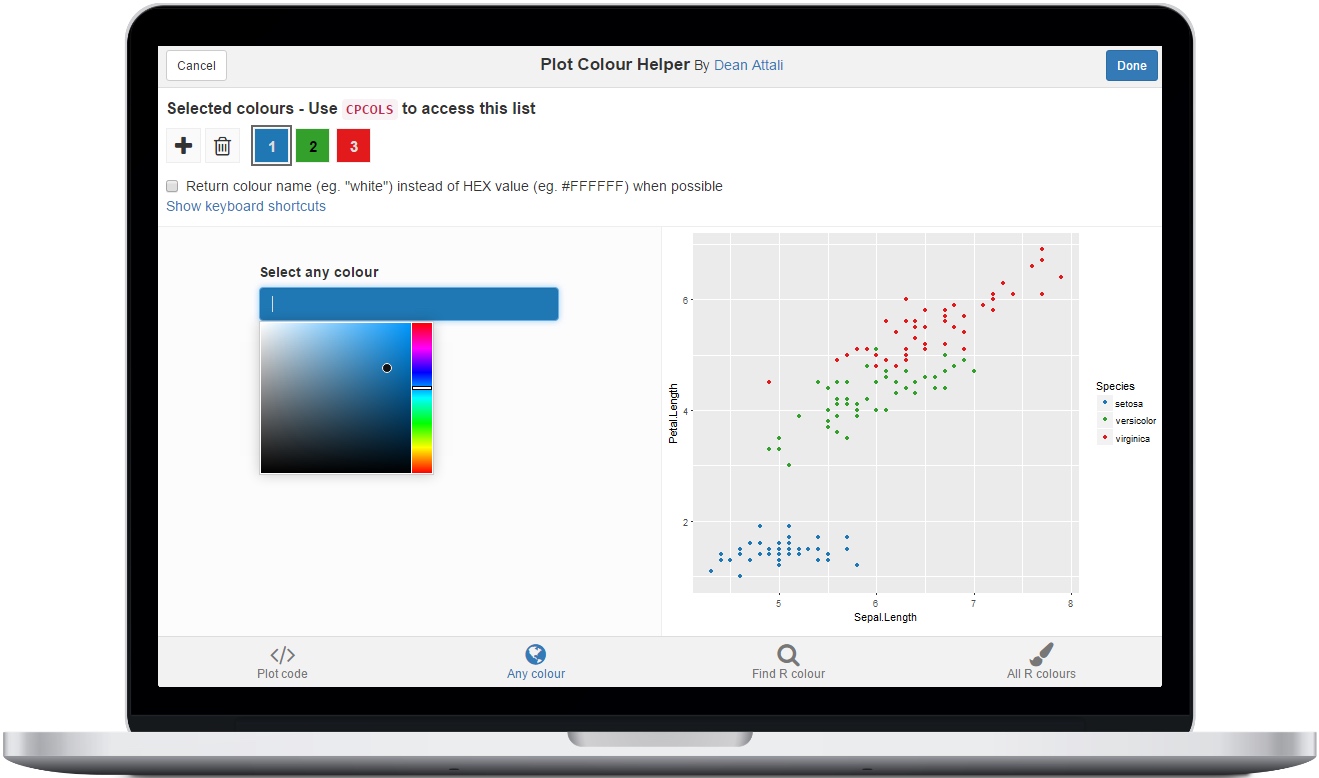 Cancel
Plot Colour Helper By Dean Attali
Done
Selected colours - Use CPCOLS to access this list
1 2 3
Return colour name (eg. "white") instead of HEX value (eg. #FFFFFF) when possible
Show keyboard shortcuts
Select any colour
Petal.Length
6
4
2
5 6 7 8
Sepal.Length
Species
setosa
versicolor
virginica
Plot code
Any colour
Find R colour
All R colours